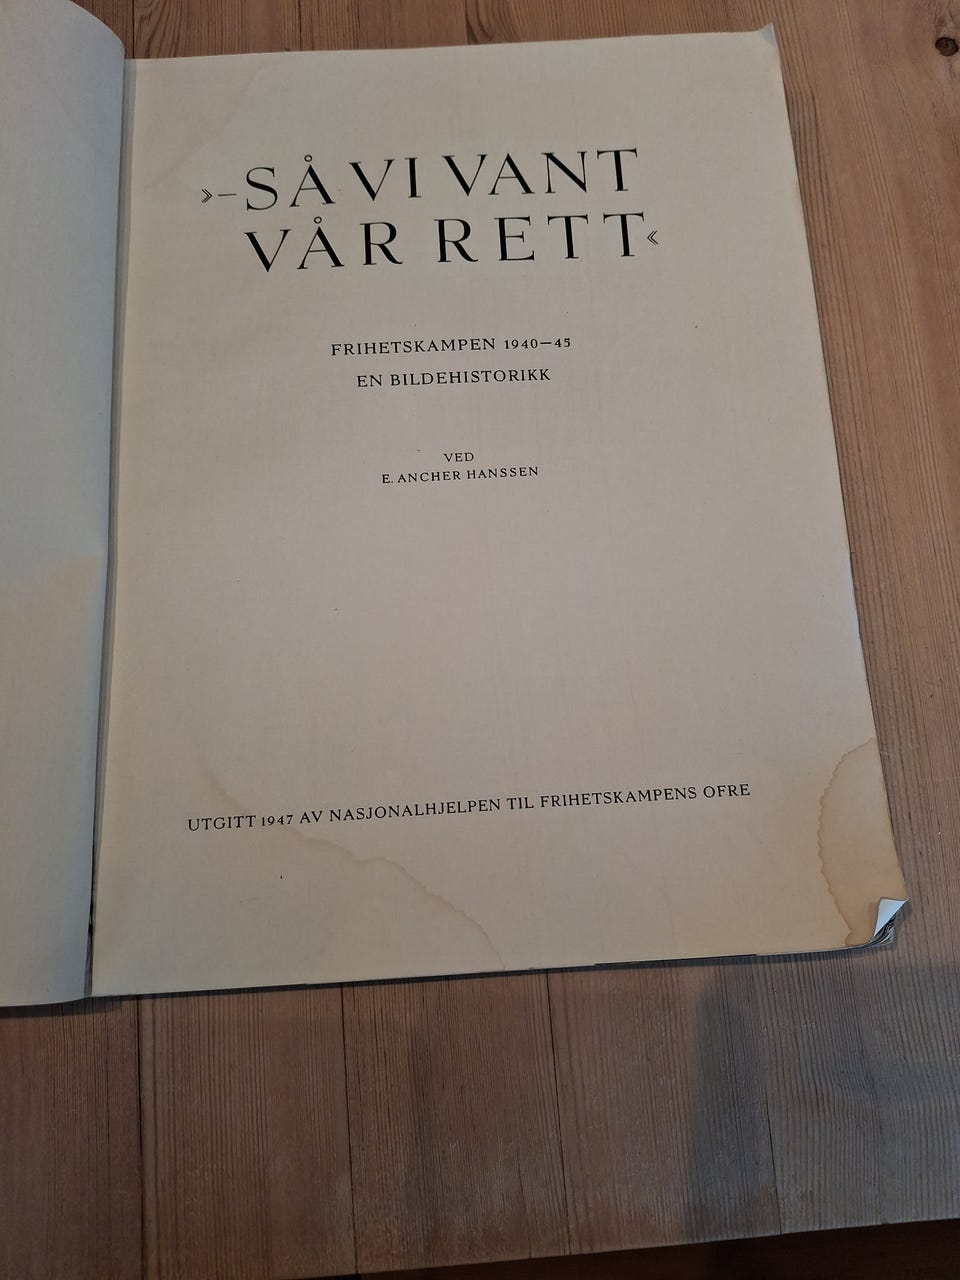 »–SÅ VI VANT
VÅR RETT«
FRIHETSKAMPEN 1940–45
EN BILDEHISTORIKK
VED
E. ANCHER HANSSEN
UTGITT 1947 AV NASJONALHJELPEN TIL FRIHETSKAMPENS OFRE